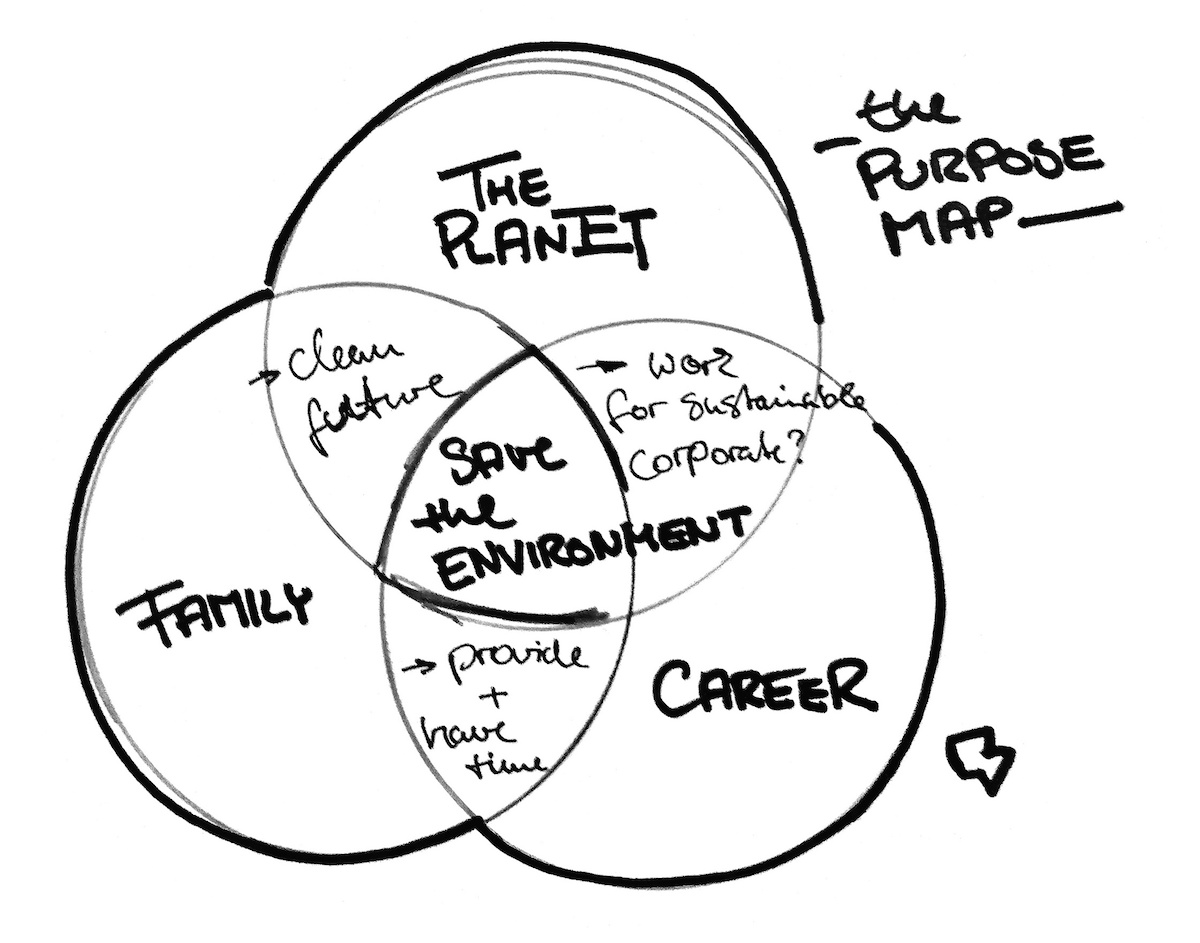 the
PURPOSE
MAP
THE
PLANET
→ clean
future
→ work
for sustainable
corporate?
SAVE
the
ENVIRONMENT
FAMILY
→ provide
+
have
time
CAREER